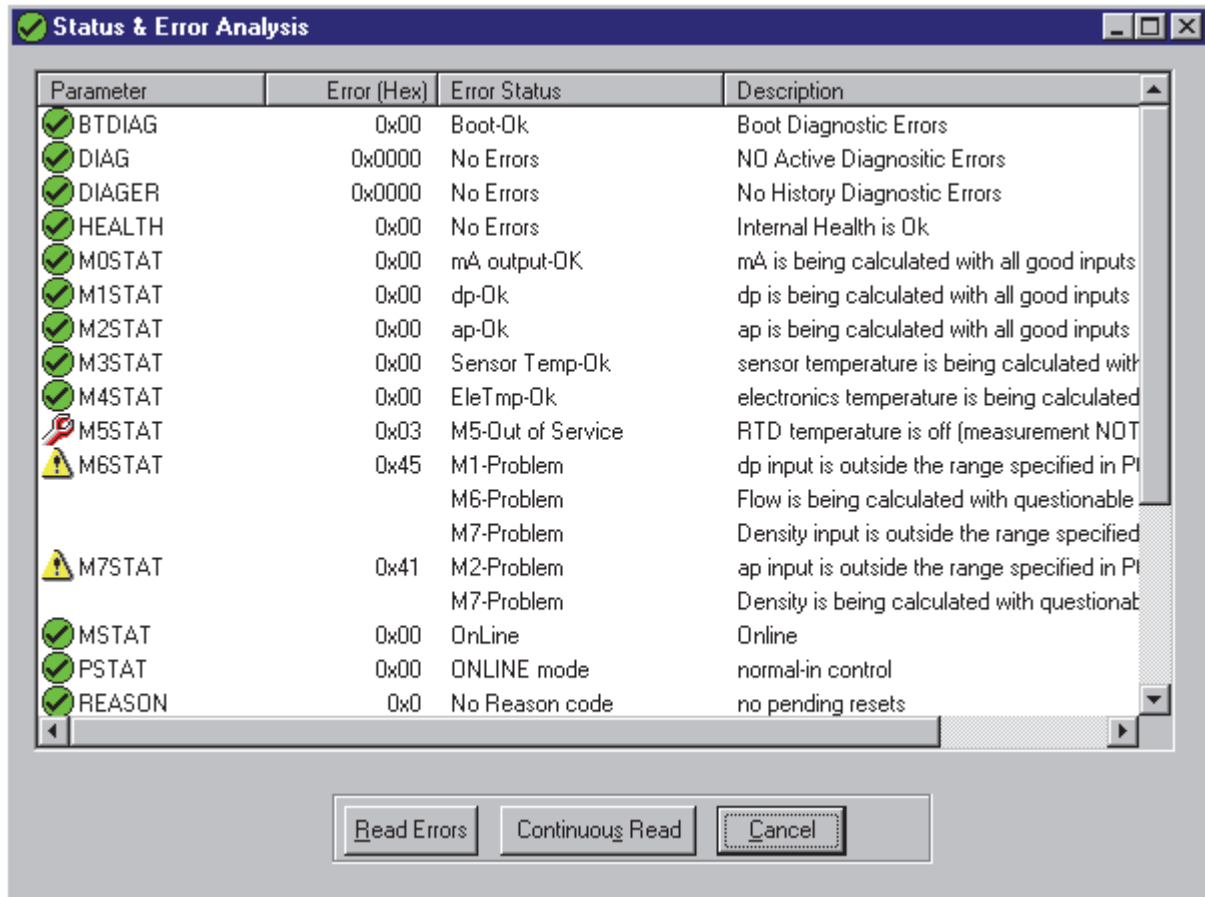 Status & Error Analysis
Parameter Error (Hex) Error Status Description
BTDIAG 0x00 Boot-Ok Boot Diagnostic Errors
DIAG 0x0000 No Errors NO Active Diagnositic Errors
DIAGER 0x0000 No Errors No History Diagnostic Errors
HEALTH 0x00 No Errors Internal Health is Ok
M0STAT 0x00 mA output-OK mA is being calculated with all good inputs
M1STAT 0x00 dp-Ok dp is being calculated with all good inputs
M2STAT 0x00 ap-Ok ap is being calculated with all good inputs
M3STAT 0x00 Sensor Temp-Ok sensor temperature is being calculated with
M4STAT 0x00 EleTmp-Ok electronics temperature is being calculated
M5STAT 0x03 M5-Out of Service RTD temperature is off (measurement NOT
M6STAT 0x45 M1-Problem dp input is outside the range specified in
M6-Problem Flow is being calculated with questionable
M7-Problem Density input is outside the range specified
M7STAT 0x41 M2-Problem ap input is outside the range specified in
M7-Problem Density is being calculated with
MSTAT 0x00 OnLine Online
PSTAT 0x00 ONLINE mode normal-in control
REASON 0x0 No Reason code no pending resets
Read Errors Continuous Read Cancel